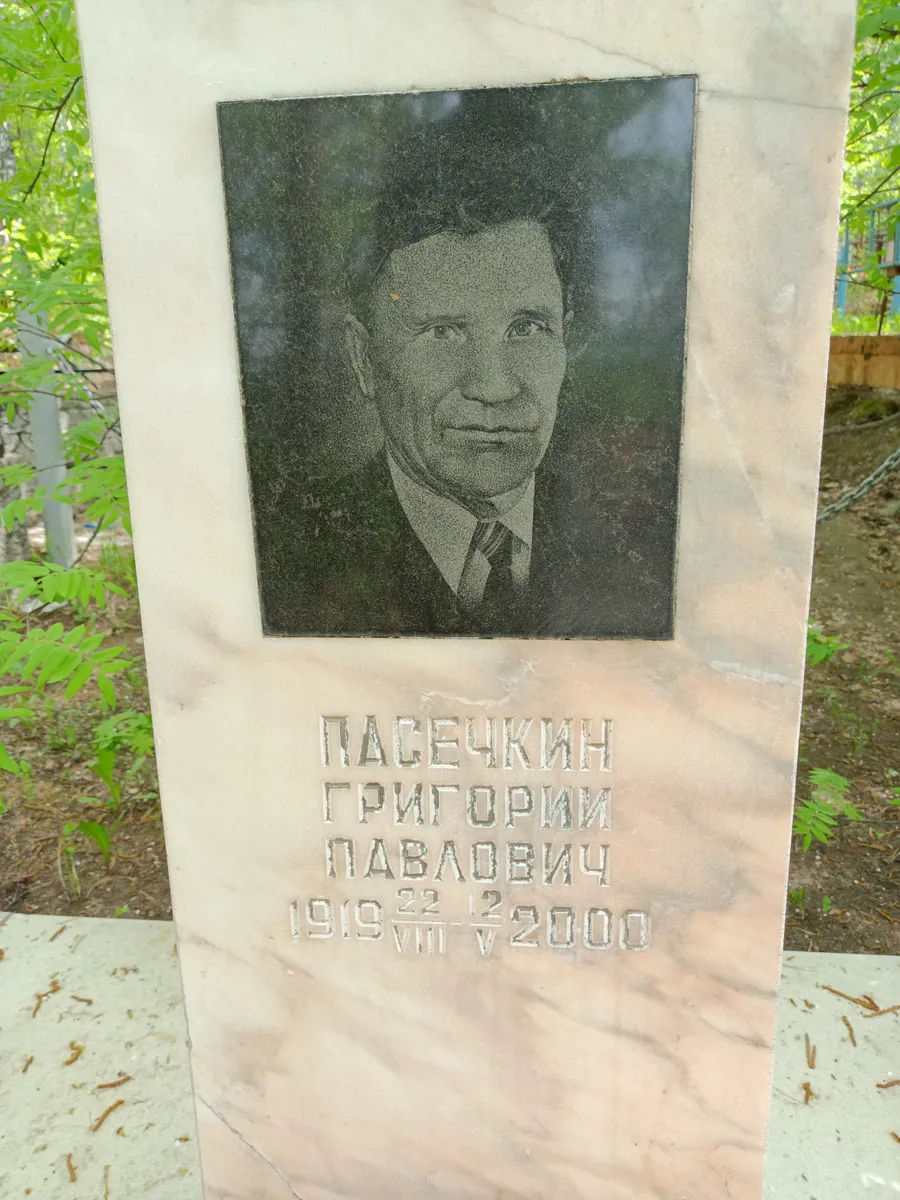 ПАСЕЧКИН
ГРИГОРИИ
ПАВЛОВИЧ
1919 22/VIII - 12/V 2000